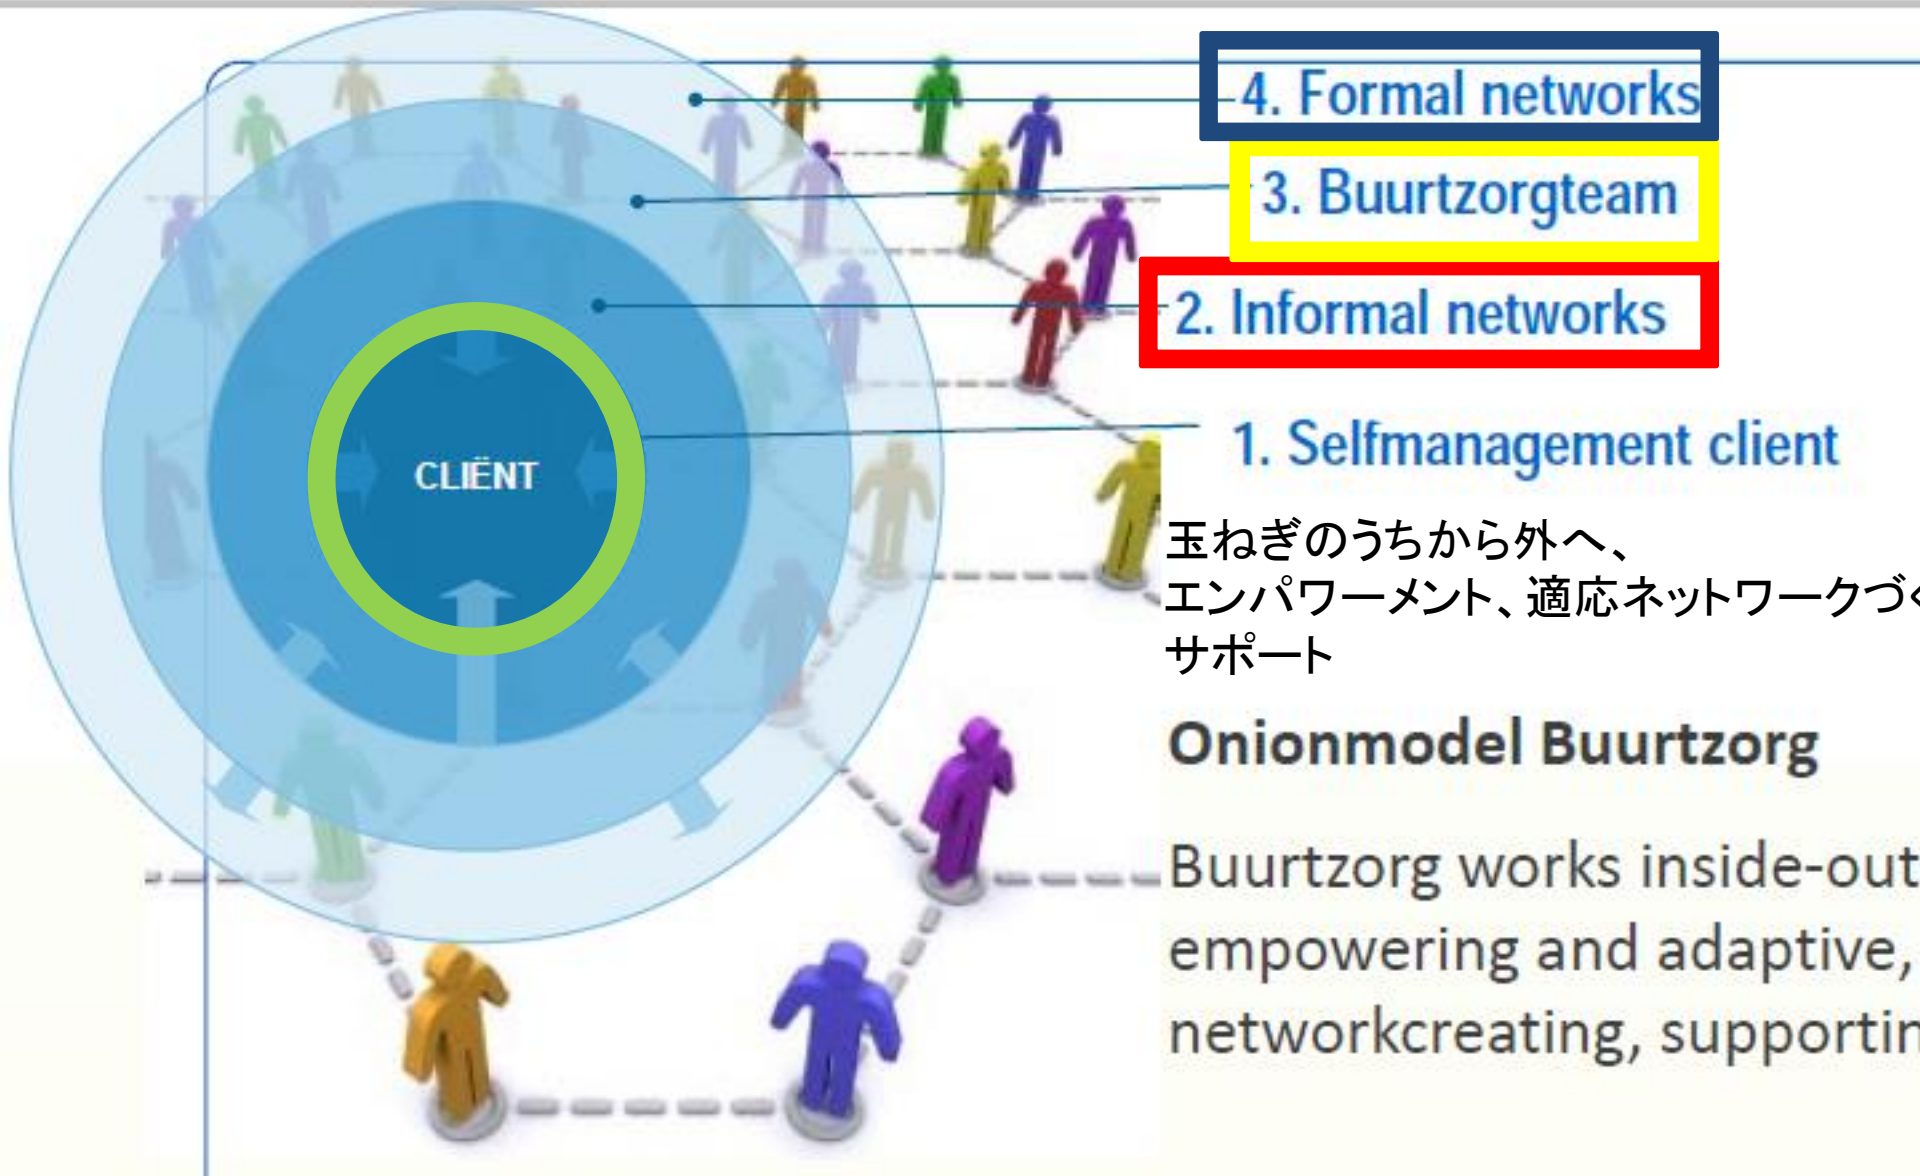 4. Formal networks
3. Buurtzorgteam
2. Informal networks
1. Selfmanagement client
CLIËNT
玉ねぎのうちから外へ、
エンパワーメント、適応ネットワークづく
サポート
Onionmodel Buurtzorg
Buurtzorg works inside-out
empowering and adaptive,
networkcreating, supportin